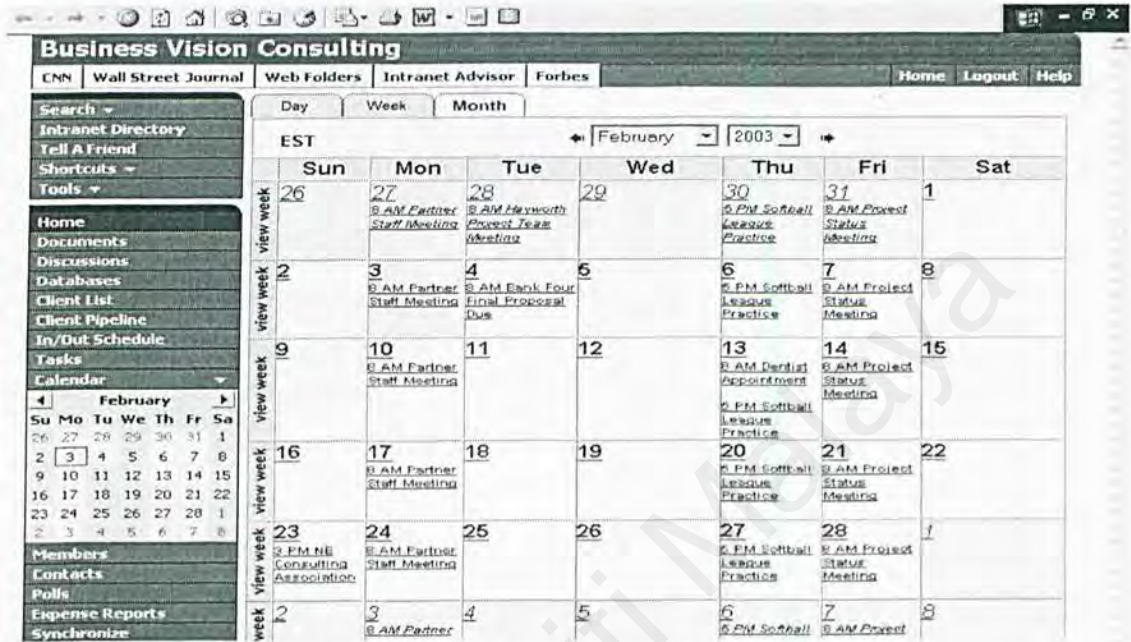 Business Vision Consulting
CNN Wall Street Journal Web Folders Intranet Advisor Forbes Home Logout Help
Search
Intranet Directory
Tell A Friend
Shortcuts
Tools
Home
Documents
Discussions
Databases
Client List
Client Pipeline
In/Out Schedule
Tasks
Calendar
February
Su Mo Tu We Th Fr Sa
26 27 28 29 30 31 1
2 3 4 5 6 7 8
9 10 11 12 13 14 15
16 17 18 19 20 21 22
23 24 25 26 27 28 1
2 3 4 5 6 7 8
Members
Contacts
Polls
Expense Reports
Synchronize
Day Week Month
EST February 2003
Sun Mon Tue Wed Thu Fri Sat
view week 26 27 28 29 30 31 1
8 AM Partner 8 AM Hayworth 5 PM Softball 8 AM Project
Staff Meeting Project Team League Status
Meeting Practice Meeting
view week 2 3 4 5 6 7 8
8 AM Partner 8 AM Bank Four 5 PM Softball 8 AM Project
Staff Meeting Final Proposal League Status
Due Practice Meeting
view week 9 10 11 12 13 14 15
8 AM Partner 8 AM Dentist 8 AM Project
Staff Meeting Appointment Status
Meeting
5 PM Softball
League
Practice
view week 16 17 18 19 20 21 22
8 AM Partner 5 PM Softball 8 AM Project
Staff Meeting League Status
Practice Meeting
view week 23 24 25 26 27 28 1
3 PM NE 8 AM Partner 5 PM Softball 8 AM Project
Consulting Staff Meeting League Status
Association Practice Meeting
week 2 3 4 5 6 7 8
8 AM Partner 5 PM Softball 8 AM Project